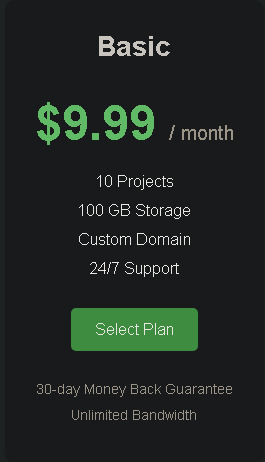 Basic
$9.99 / month
10 Projects
100 GB Storage
Custom Domain
24/7 Support
Select Plan
30-day Money Back Guarantee
Unlimited Bandwidth